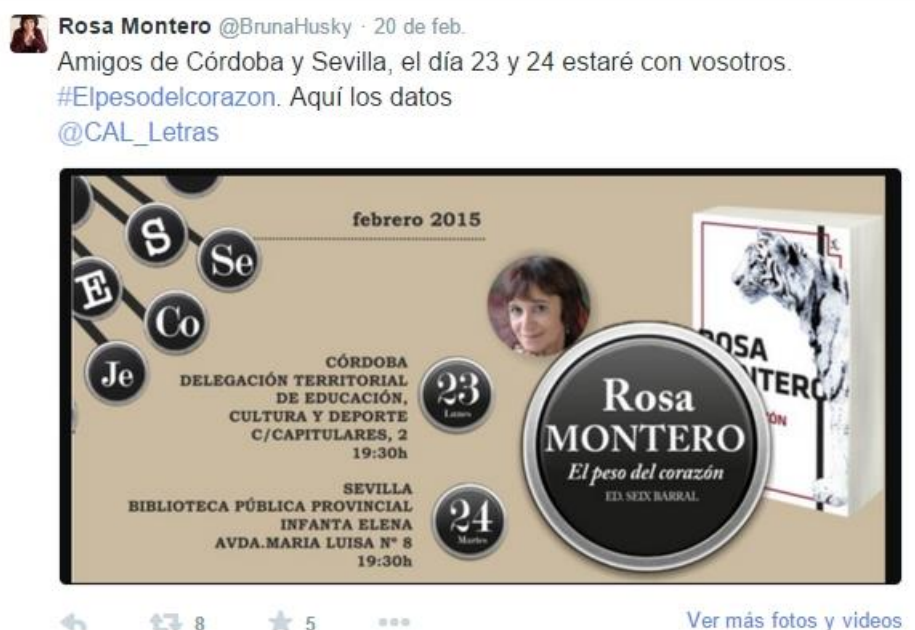 Rosa Montero @BrunaHusky · 20 de feb.
Amigos de Córdoba y Sevilla, el día 23 y 24 estaré con vosotros.
#Elpesodelcorazon. Aquí los datos
@CAL_Letras
febrero 2015
S
Se
E
Co
Je
CÓRDOBA
DELEGACIÓN TERRITORIAL
DE EDUCACIÓN,
CULTURA Y DEPORTE
C/CAPITULARES, 2
19:30h
23
Lunes
SEVILLA
BIBLIOTECA PÚBLICA PROVINCIAL
INFANTA ELENA
AVDA.MARIA LUISA Nº 8
19:30h
24
Martes
Rosa
MONTERO
El peso del corazón
ED. SEIX BARRAL
ROSA
NTERO
ÓN
8
5
Ver más fotos y videos